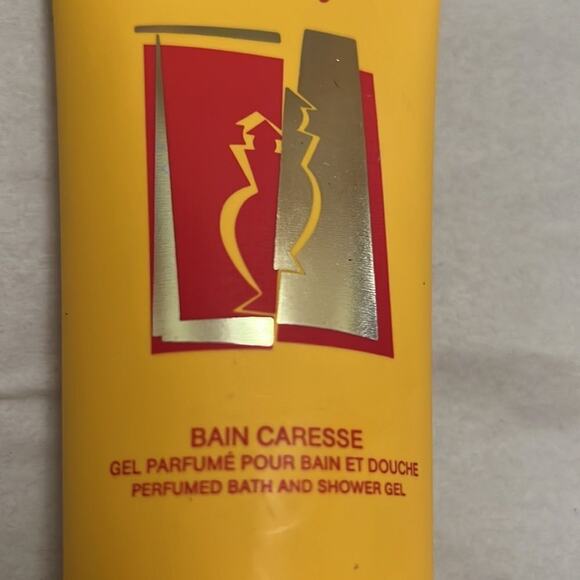 BAIN CARESSE
GEL PARFUMÉ POUR BAIN ET DOUCHE
PERFUMED BATH AND SHOWER GEL